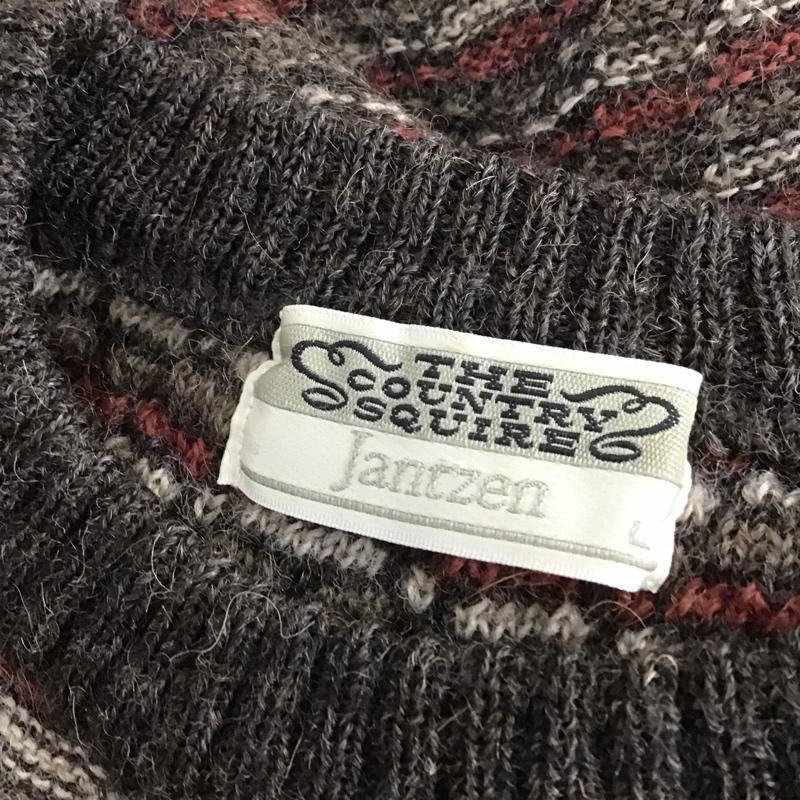 THE
COUNTRY
SQUIRE
Jantzen
L